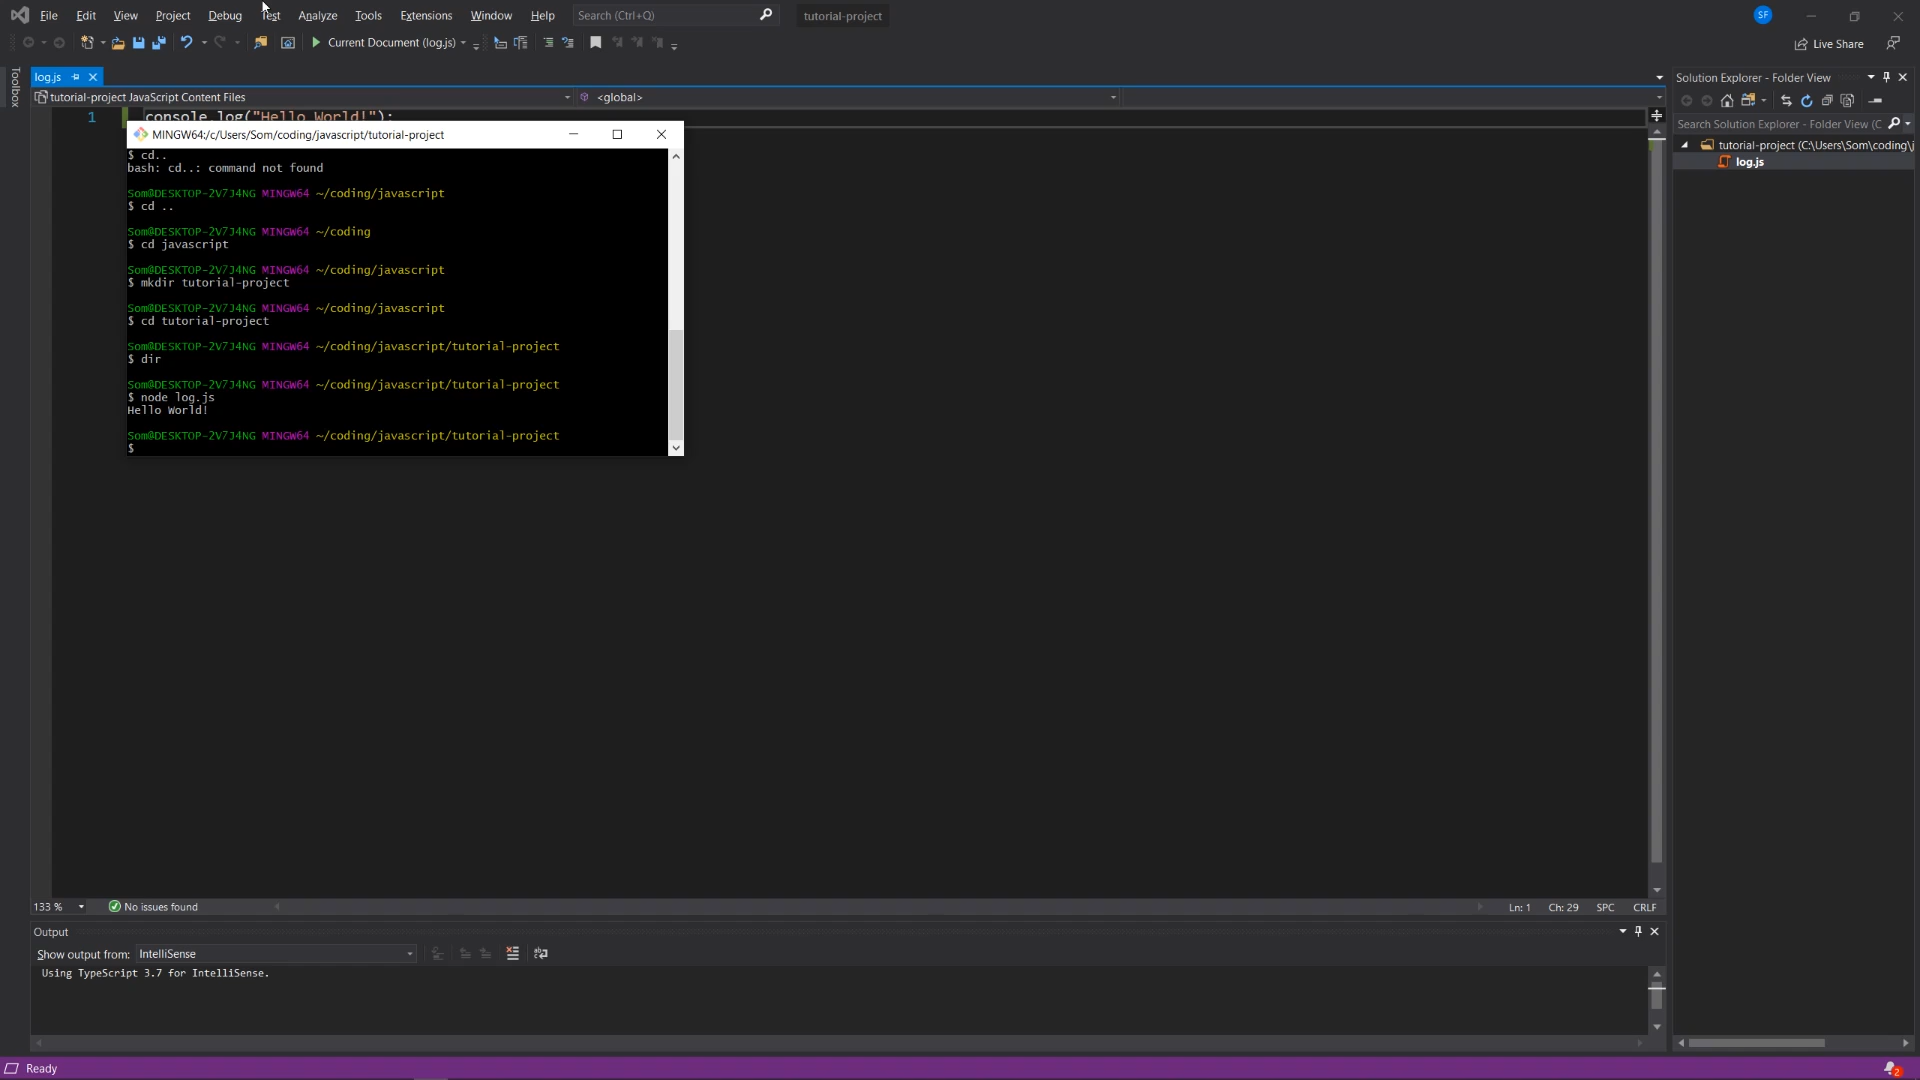 File Edit View Project Debug Test Analyze Tools Extensions Window Help Search (Ctrl+Q) tutorial-project SF
Current Document (log.js) Live Share
Toolbox
log.js
tutorial-project JavaScript Content Files <global>
1 console.log("Hello World!");
MINGW64:/c/Users/Som/coding/javascript/tutorial-project
$ cd..
bash: cd..: command not found
Som@DESKTOP-2V7J4NG MINGW64 ~/coding/javascript
$ cd ..
Som@DESKTOP-2V7J4NG MINGW64 ~/coding
$ cd javascript
Som@DESKTOP-2V7J4NG MINGW64 ~/coding/javascript
$ mkdir tutorial-project
Som@DESKTOP-2V7J4NG MINGW64 ~/coding/javascript
$ cd tutorial-project
Som@DESKTOP-2V7J4NG MINGW64 ~/coding/javascript/tutorial-project
$ dir
Som@DESKTOP-2V7J4NG MINGW64 ~/coding/javascript/tutorial-project
$ node log.js
Hello World!
Som@DESKTOP-2V7J4NG MINGW64 ~/coding/javascript/tutorial-project
$
133 % No issues found Ln: 1 Ch: 29 SPC CRLF
Output
Show output from: IntelliSense
Using TypeScript 3.7 for IntelliSense.
Solution Explorer - Folder View
Search Solution Explorer - Folder View (C
tutorial-project (C:\Users\Som\coding\j
log.js
Ready 2